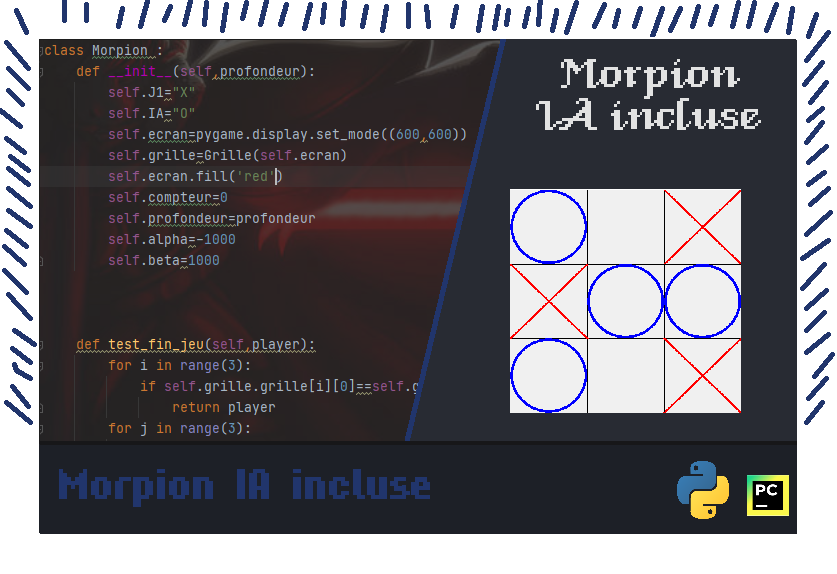 class Morpion :
def __init__(self,profondeur):
self.J1="X"
self.IA="O"
self.ecran=pygame.display.set_mode((600,600))
self.grille=Grille(self.ecran)
self.ecran.fill('red')
self.compteur=0
self.profondeur=profondeur
self.alpha=-1000
self.beta=1000
def test_fin_jeu(self,player):
for i in range(3):
if self.grille.grille[i][0]==self.g
return player
for j in range(3):
Morpion
IA incluse
Morpion IA incluse
PC